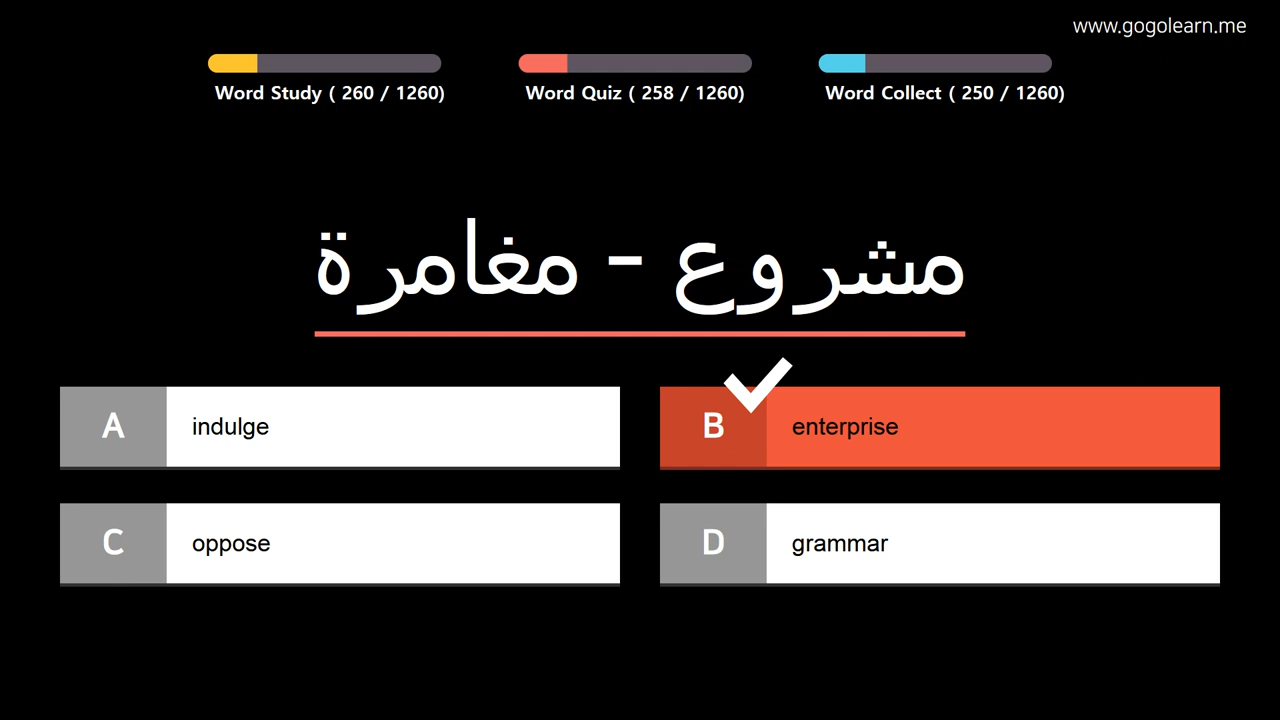 www.gogolearn.me
Word Study ( 260 / 1260)
Word Quiz ( 258 / 1260)
Word Collect ( 250 / 1260)
مشروع - مغامرة
A indulge
B enterprise
C oppose
D grammar